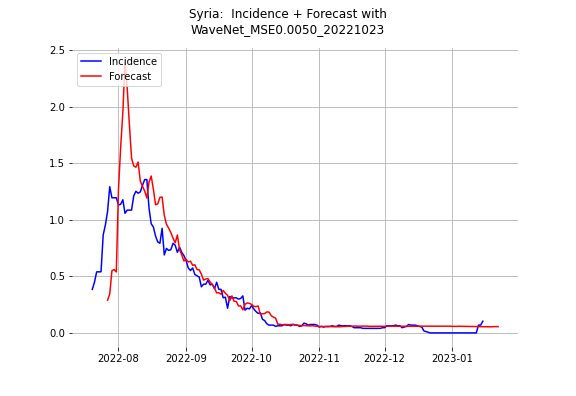 Syria:  Incidence + Forecast with
WaveNet_MSE0.0050_20221023
2.5
Incidence
Forecast
2.0
1.5
1.0
0.5
0.0
2022-08 2022-09 2022-10 2022-11 2022-12 2023-01